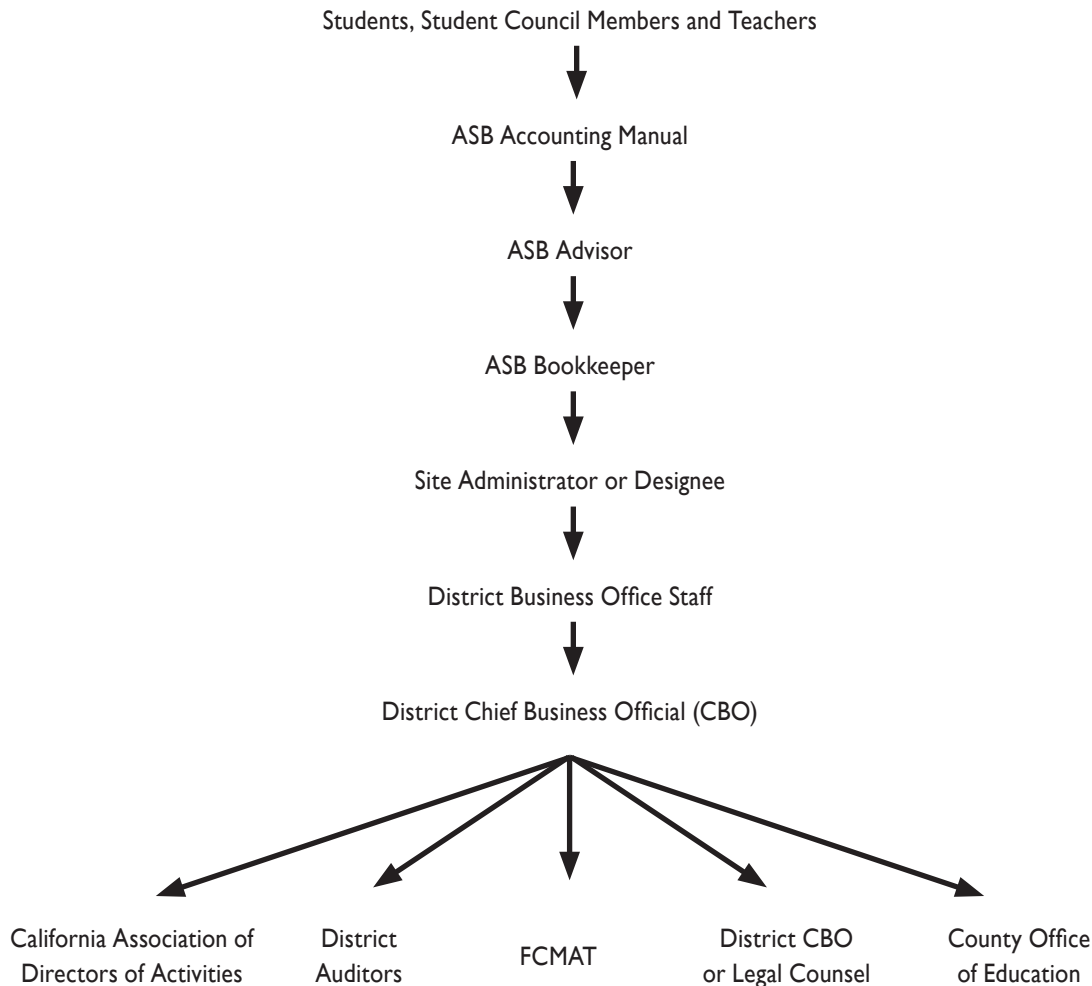 Students, Student Council Members and Teachers
ASB Accounting Manual
ASB Advisor
ASB Bookkeeper
Site Administrator or Designee
District Business Office Staff
District Chief Business Official (CBO)
California Association of
Directors of Activities
District
Auditors
FCMAT
District CBO
or Legal Counsel
County Office
of Education